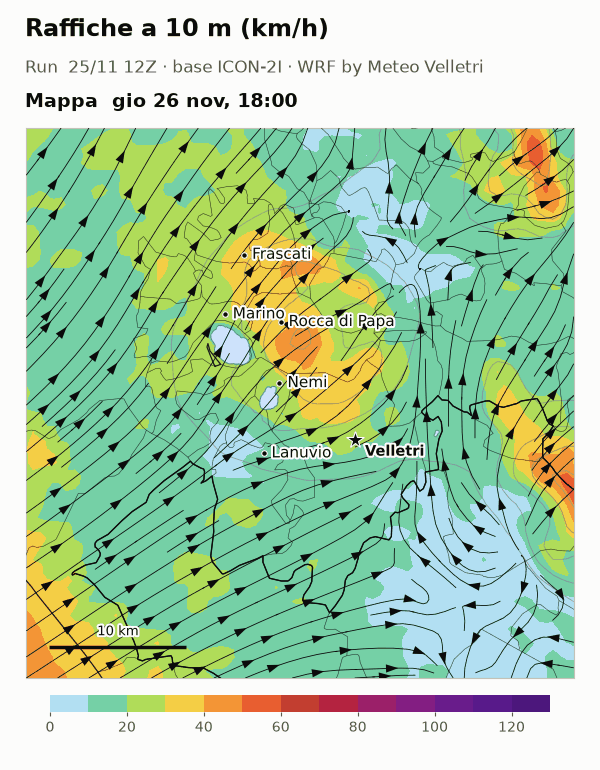 Raffiche a 10 m (km/h)
Run  25/11 12Z · base ICON-2I · WRF by Meteo Velletri
Mappa  gio 26 nov, 18:00
Frascati
Marino
Rocca di Papa
Nemi
Lanuvio
Velletri
10 km
0 20 40 60 80 100 120